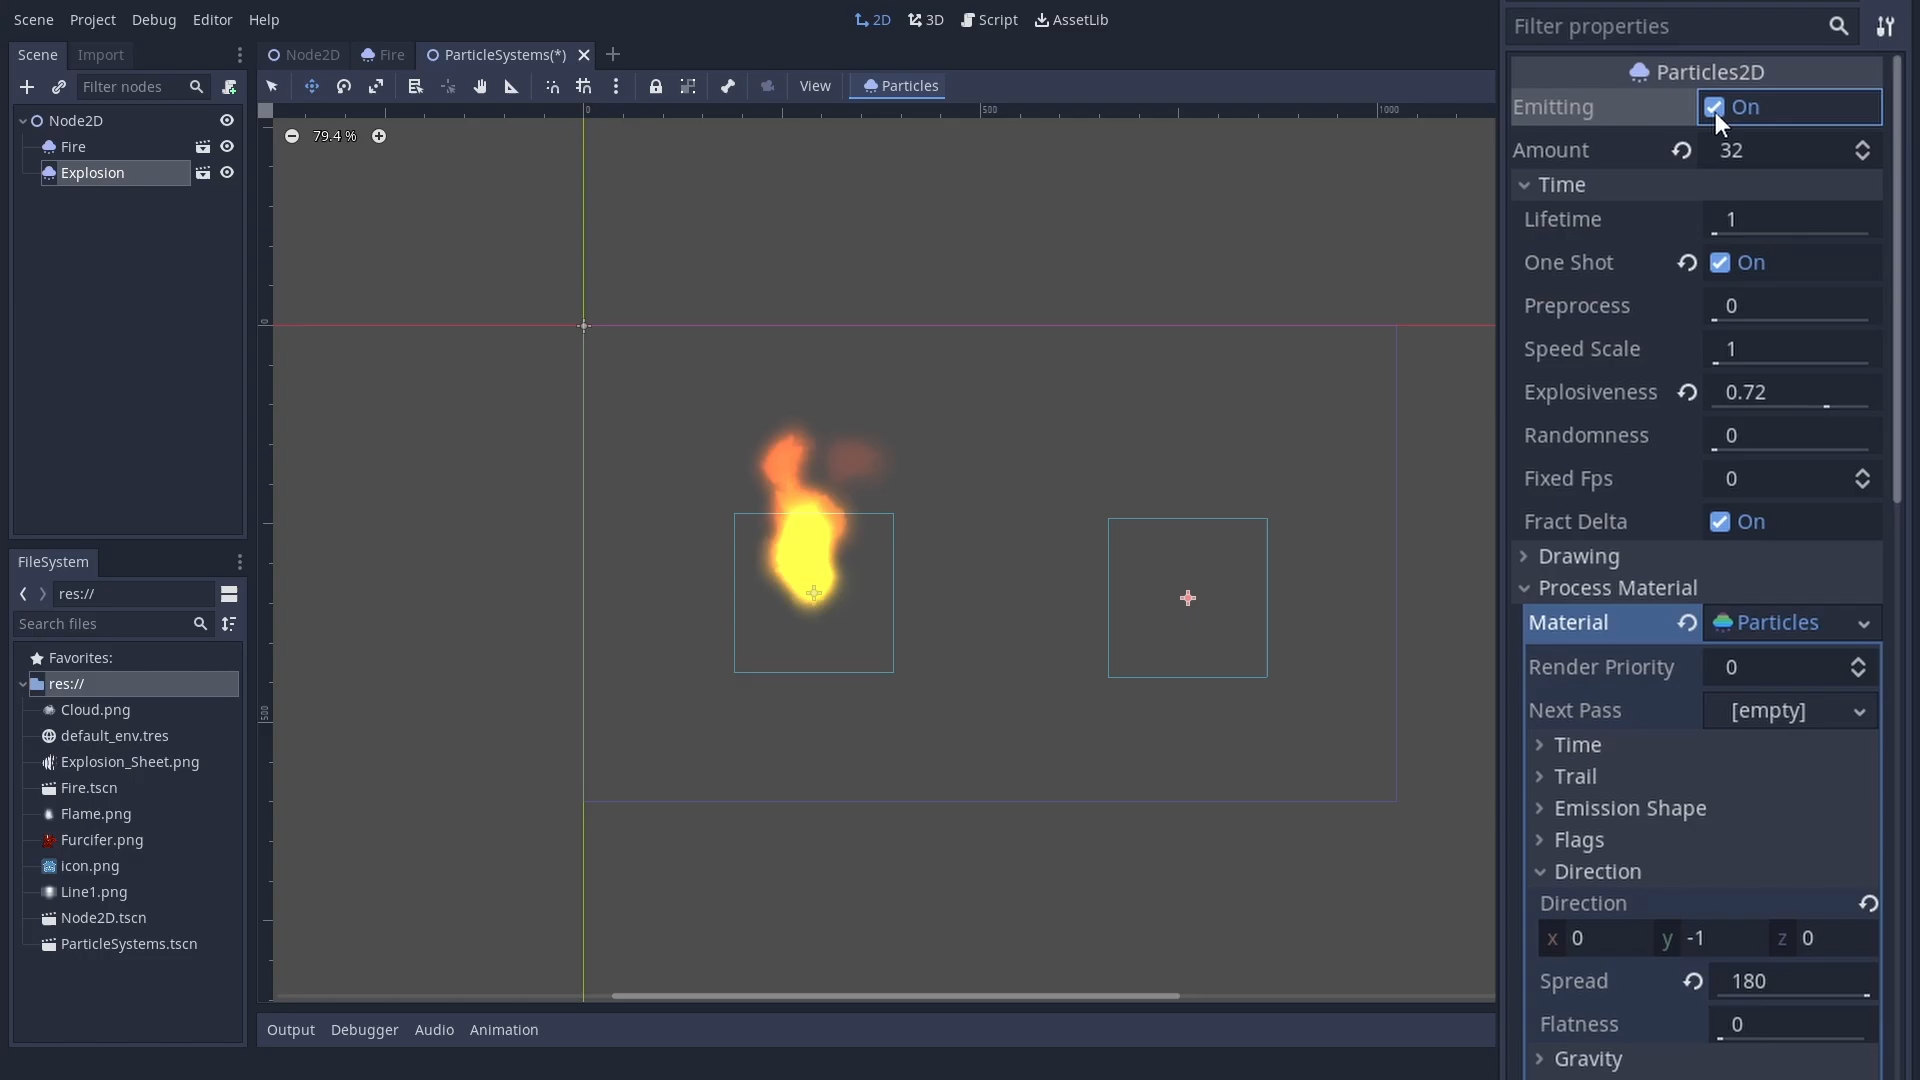 Scene Project Debug Editor Help
2D 3D Script AssetLib
Scene Import
Filter nodes
Node2D
Fire
Explosion
FileSystem
res://
Search files
Favorites:
res://
Cloud.png
default_env.tres
Explosion_Sheet.png
Fire.tscn
Flame.png
Furcifer.png
icon.png
Line1.png
Node2D.tscn
ParticleSystems.tscn
Node2D Fire ParticleSystems(*)
View Particles
0 500 1000
79.4 %
0
500
Output Debugger Audio Animation
Filter properties
Particles2D
Emitting On
Amount 32
Time
Lifetime 1
One Shot On
Preprocess 0
Speed Scale 1
Explosiveness 0.72
Randomness 0
Fixed Fps 0
Fract Delta On
Drawing
Process Material
Material Particles
Render Priority 0
Next Pass [empty]
Time
Trail
Emission Shape
Flags
Direction
Direction
x 0 y -1 z 0
Spread 180
Flatness 0
Gravity